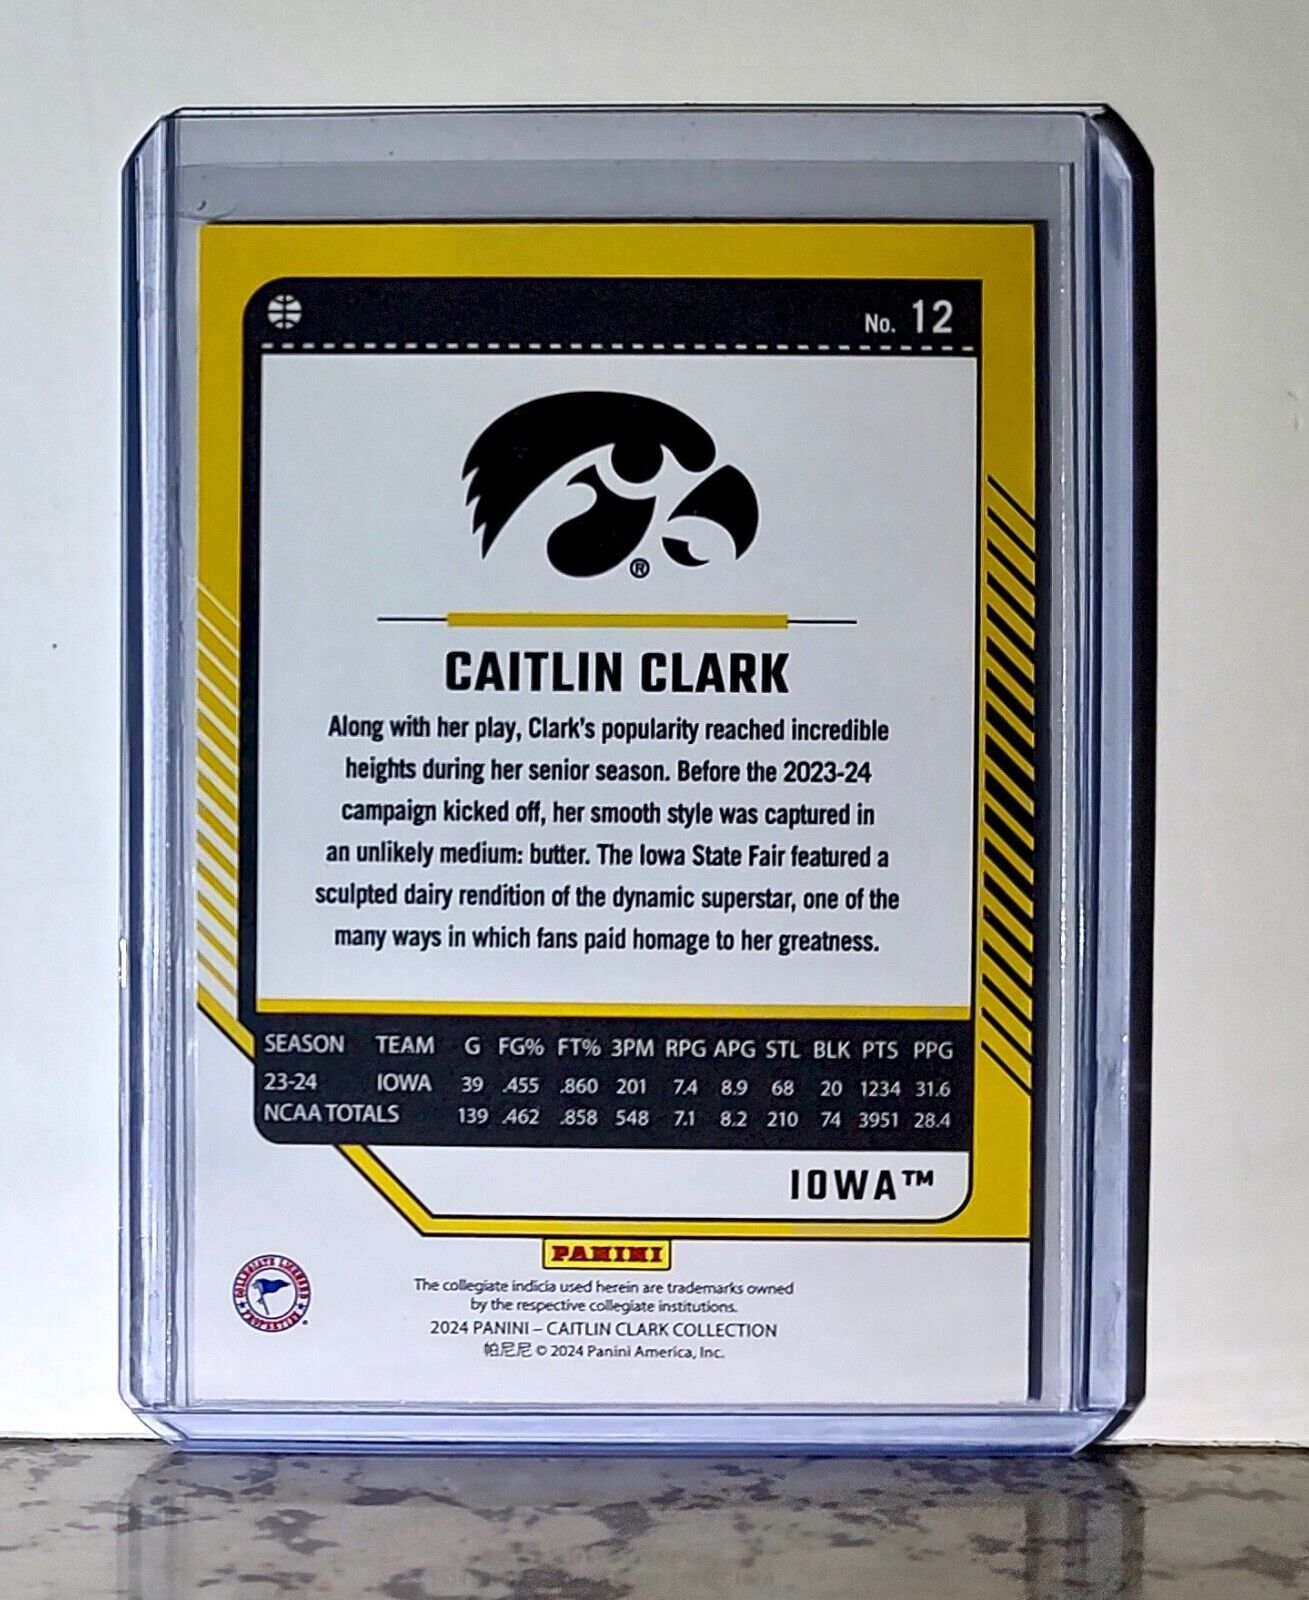 No. 12
®
CAITLIN CLARK
Along with her play, Clark's popularity reached incredible
heights during her senior season. Before the 2023-24
campaign kicked off, her smooth style was captured in
an unlikely medium: butter. The Iowa State Fair featured a
sculpted dairy rendition of the dynamic superstar, one of the
many ways in which fans paid homage to her greatness.
SEASON TEAM G FG% FT% 3PM RPG APG STL BLK PTS PPG
23-24 IOWA 39 .455 .860 201 7.4 8.9 68 20 1234 31.6
NCAA TOTALS 139 .462 .858 548 7.1 8.2 210 74 3951 28.4
IOWA™
PANINI
COLLEGIATE LICENSED PRODUCT
The collegiate indicia used herein are trademarks owned
by the respective collegiate institutions.
2024 PANINI – CAITLIN CLARK COLLECTION
帕尼尼 © 2024 Panini America, Inc.